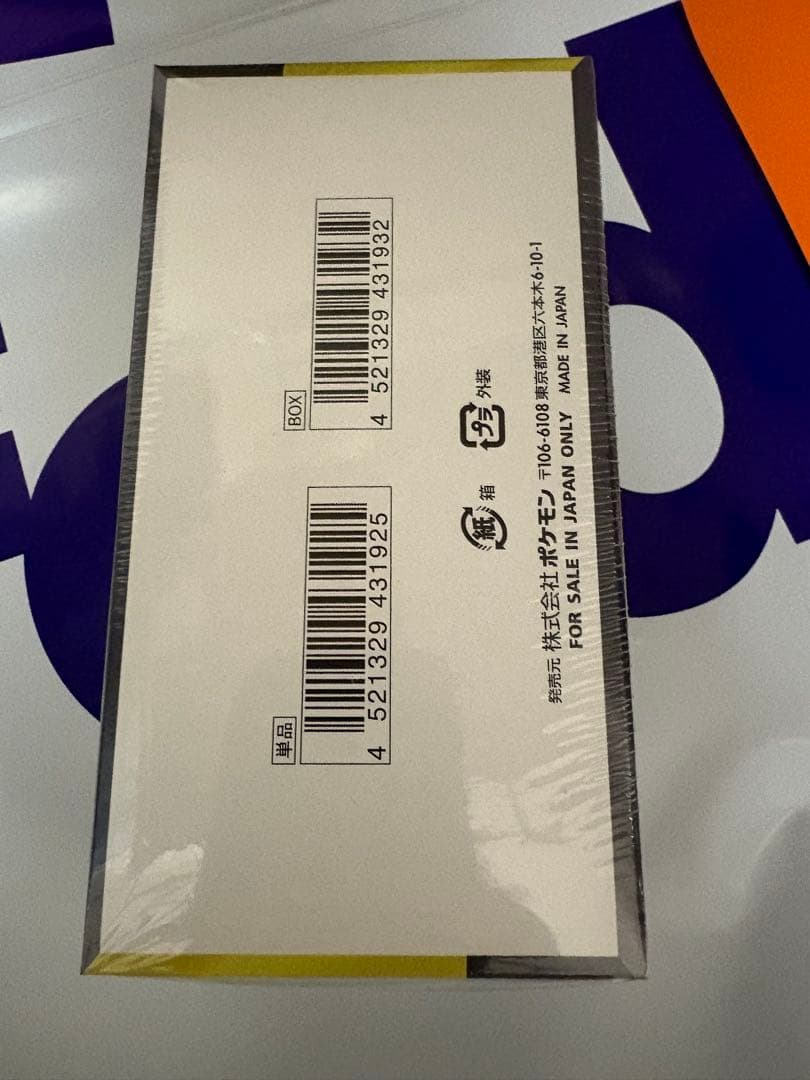 単品
4 521329 431925
BOX
4 521329 431932
紙 箱
プラ 外装
発売元 株式会社 ポケモン 〒106-6108 東京都港区六本木6-10-1
FOR SALE IN JAPAN ONLY MADE IN JAPAN